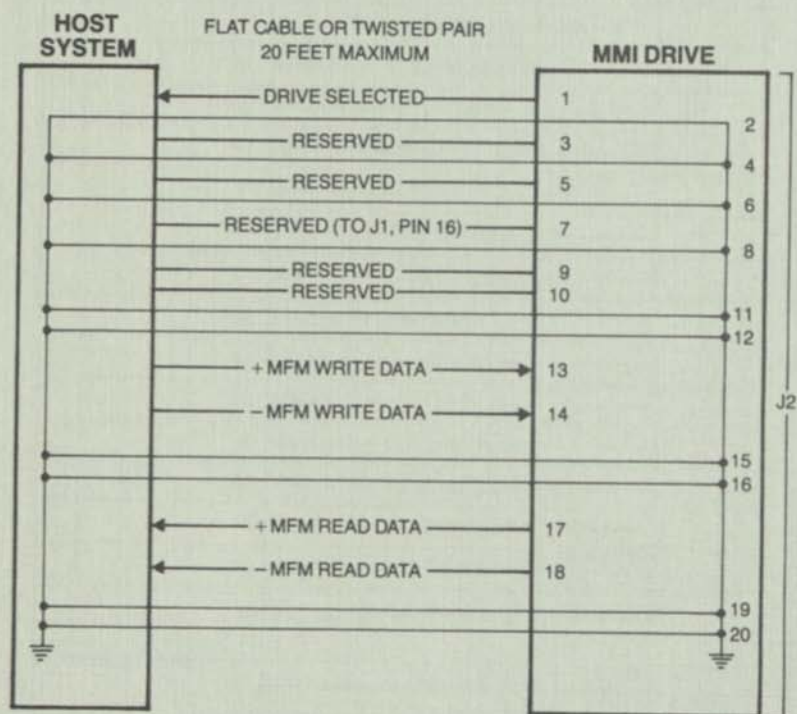 HOST
SYSTEM
FLAT CABLE OR TWISTED PAIR
20 FEET MAXIMUM
MMI DRIVE
DRIVE SELECTED 1
2
RESERVED 3
4
RESERVED 5
6
RESERVED (TO J1, PIN 16) 7
8
RESERVED 9
RESERVED 10
11
12
+ MFM WRITE DATA 13
− MFM WRITE DATA 14
J2
15
16
+ MFM READ DATA 17
− MFM READ DATA 18
19
20